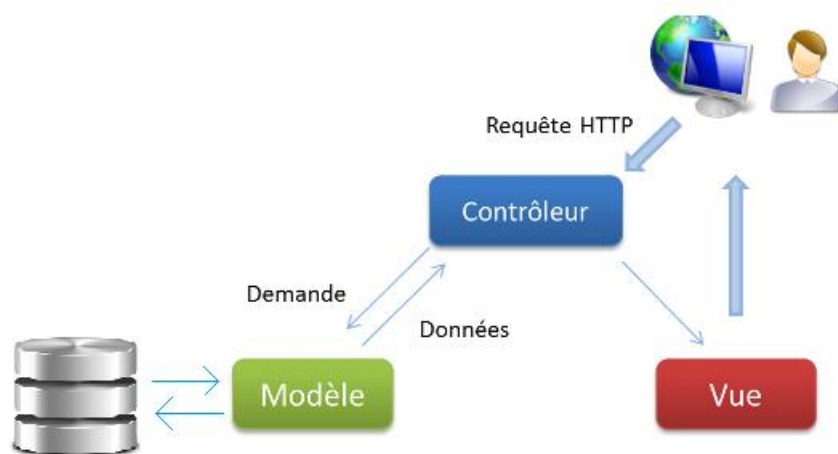 Requête HTTP
Contrôleur
Demande
Données
Modèle
Vue